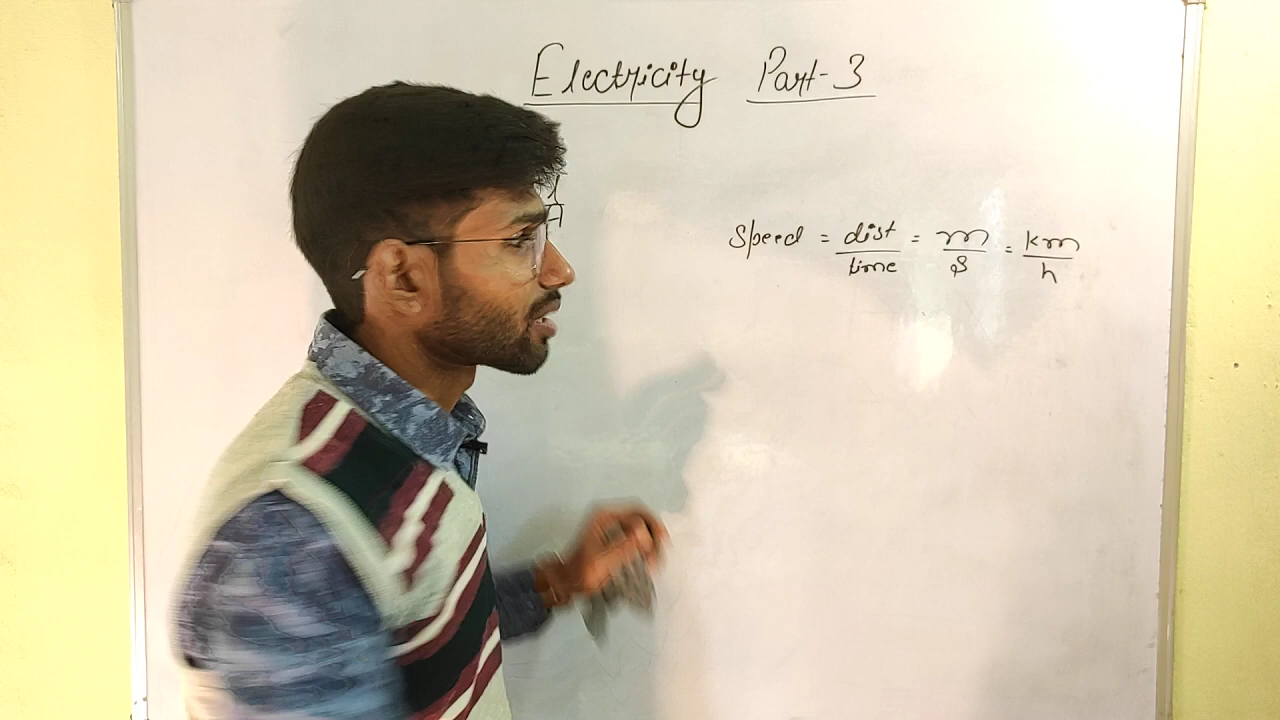 Electricity Part-3
l/A
Speed = dist/time = m/s = km/h